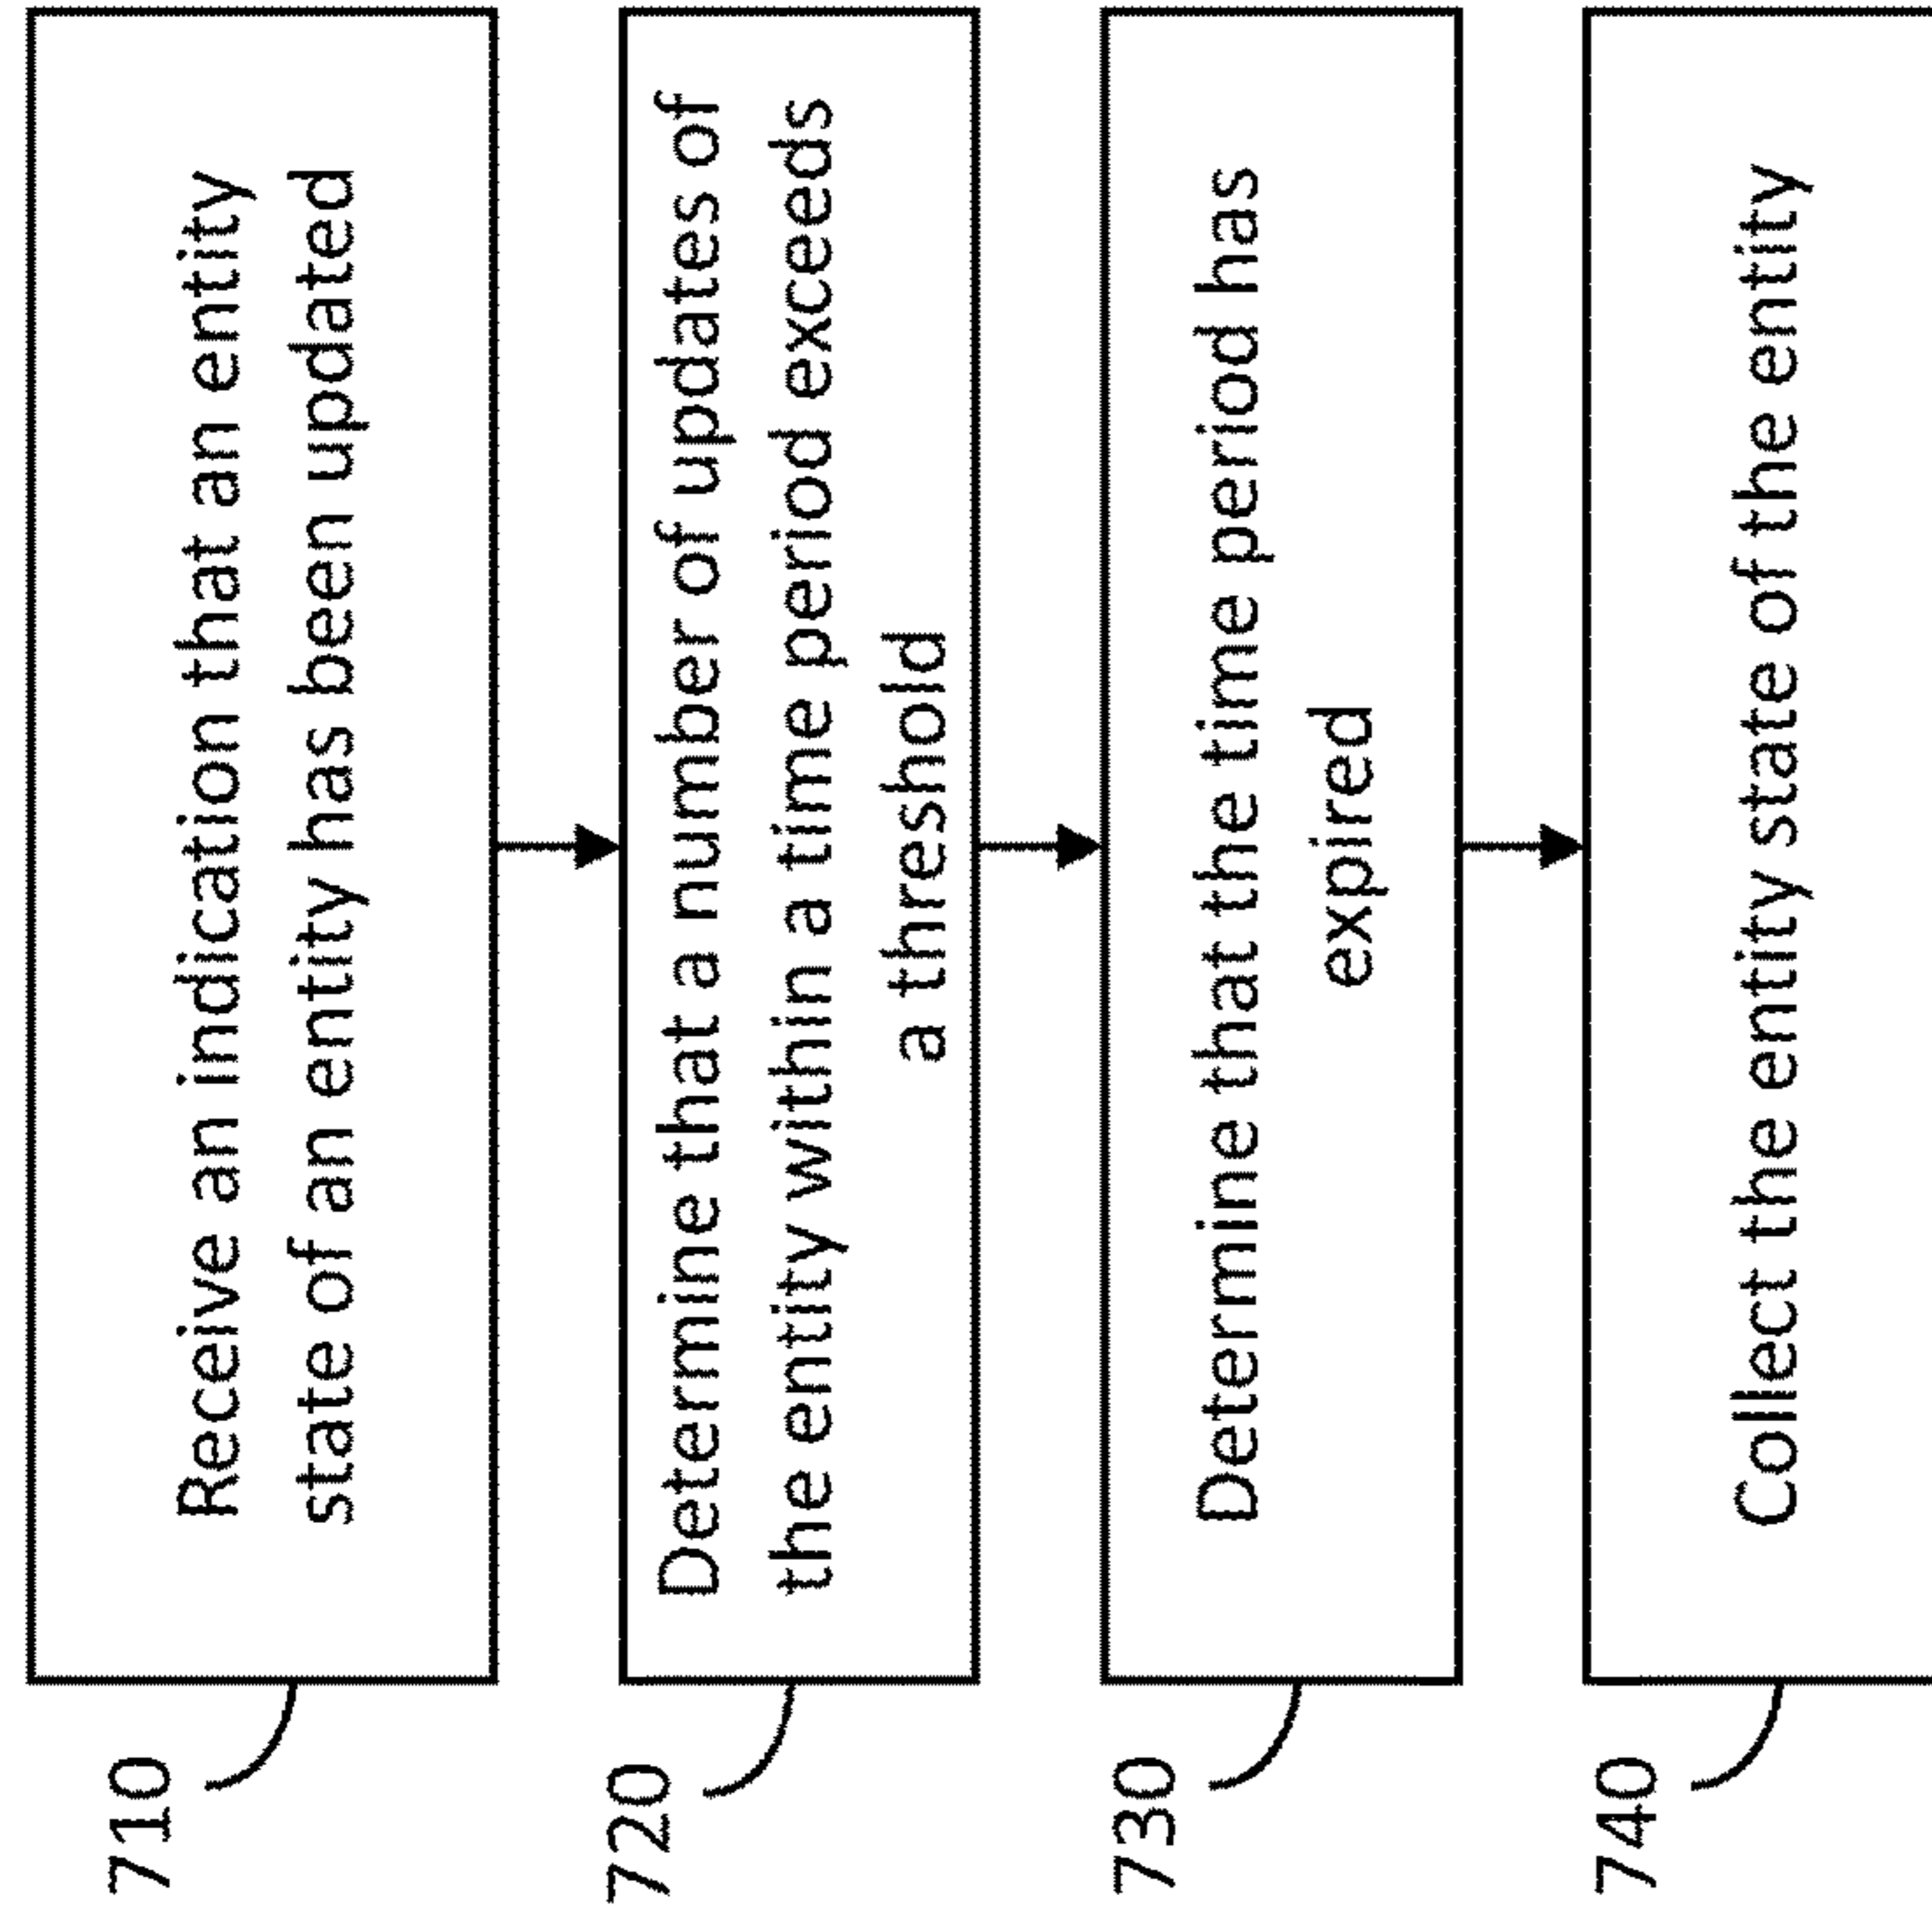 710
Receive an indication that an entity
state of an entity has been updated
720
Determine that a number of updates of
the entity within a time period exceeds
a threshold
730
Determine that the time period has
expired
740
Collect the entity state of the entity